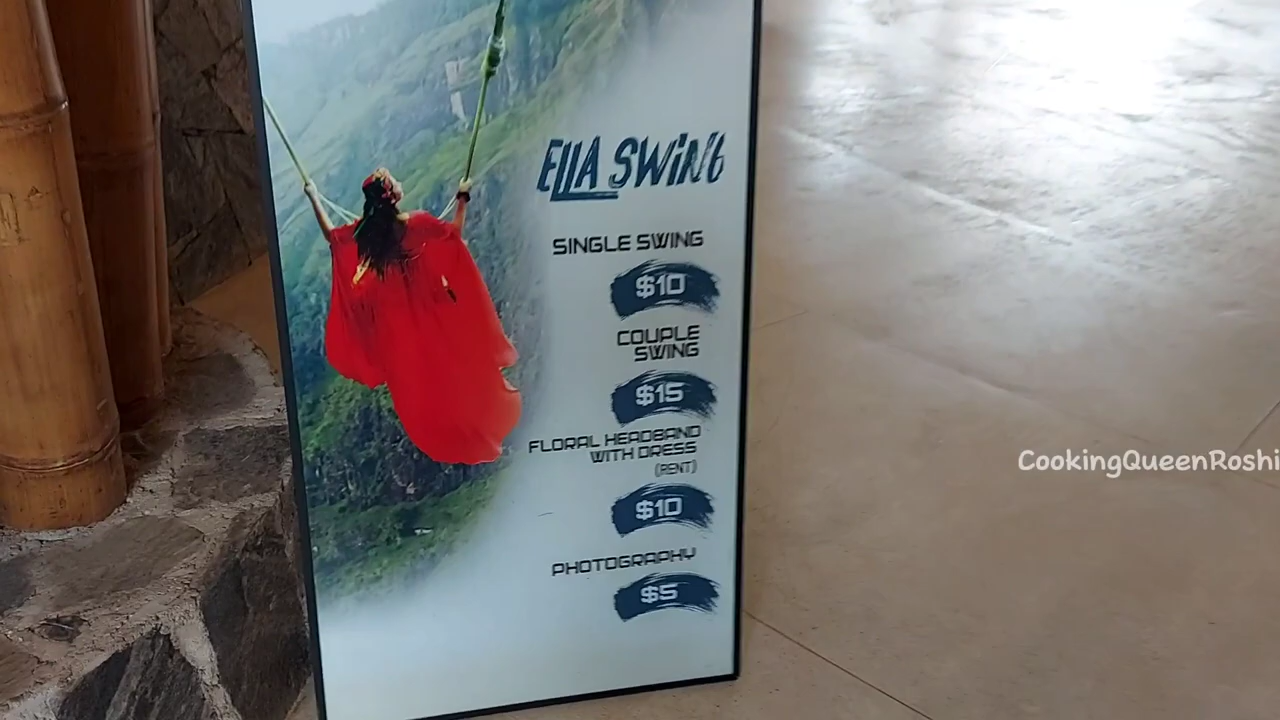 ELLA SWING
SINGLE SWING
$10
COUPLE
SWING
$15
FLORAL HEADBAND
WITH DRESS
(RENT)
$10
PHOTOGRAPHY
$5
CookingQueenRoshi